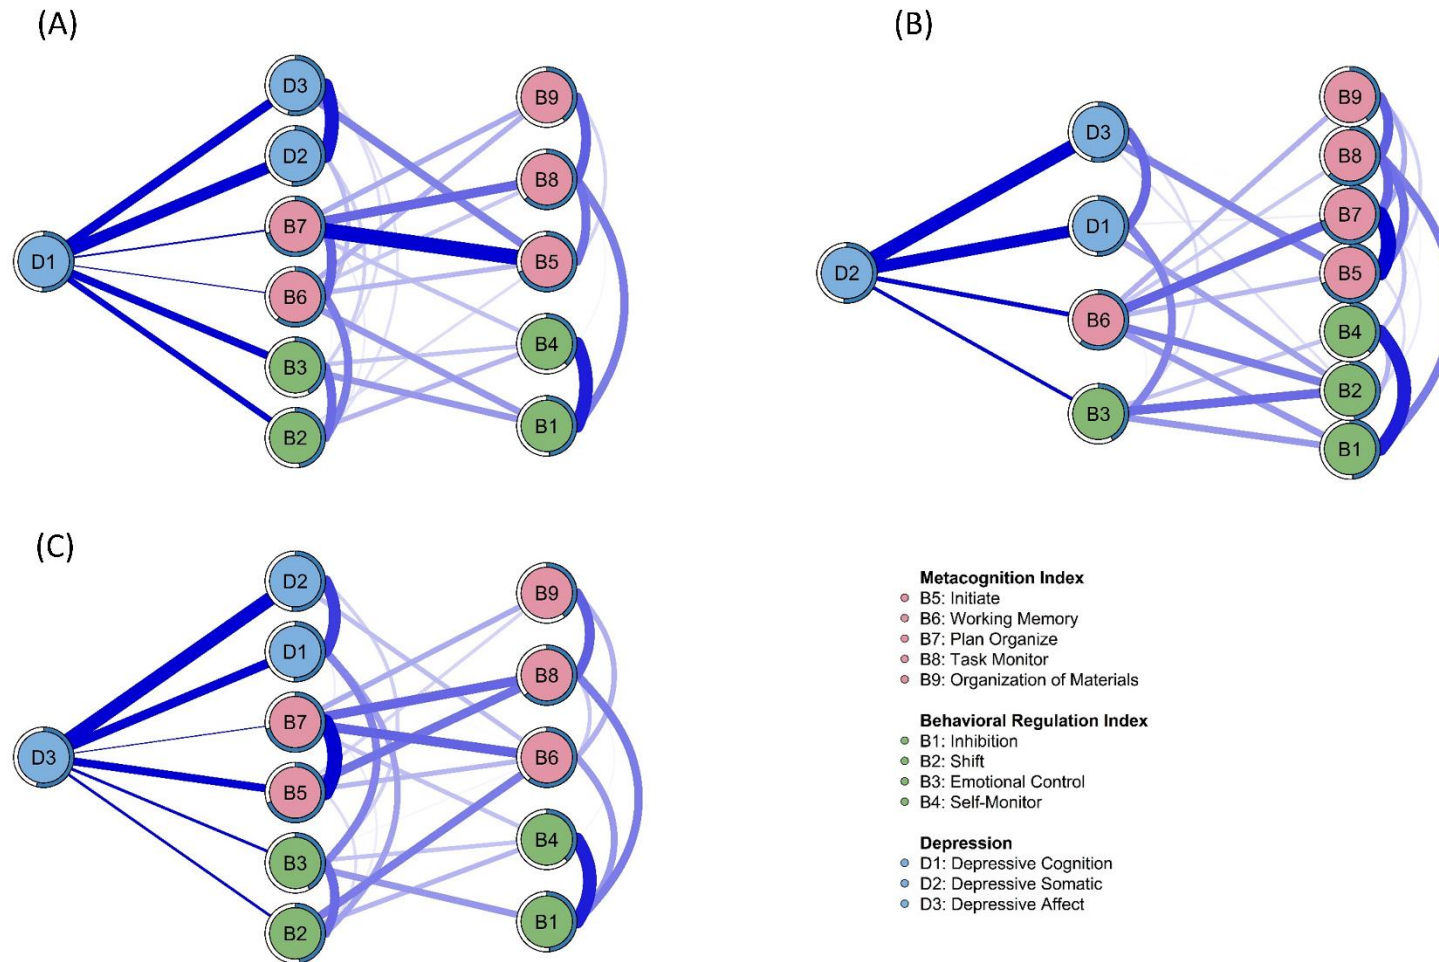 (A)
D3
D2
B7
D1
B6
B3
B2
B9
B8
B5
B4
B1
(B)
D3
D1
D2
B6
B3
B9
B8
B7
B5
B4
B2
B1
(C)
D2
D1
B7
D3
B5
B3
B2
B9
B8
B6
B4
B1
Metacognition Index
B5: Initiate
B6: Working Memory
B7: Plan Organize
B8: Task Monitor
B9: Organization of Materials
Behavioral Regulation Index
B1: Inhibition
B2: Shift
B3: Emotional Control
B4: Self-Monitor
Depression
D1: Depressive Cognition
D2: Depressive Somatic
D3: Depressive Affect